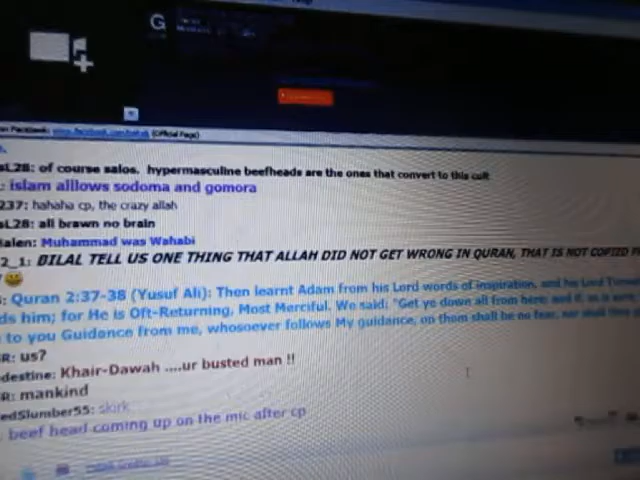 G
(Official Page)
sL28: of course salos, hypermasculine beefheads are the ones that convert to this cult
: islam alllows sodoma and gomora
237: hahaha cp, the crazy allah
sL28: all brawn no brain
alen: Muhammad was Wahabi
2_1: BILAL TELL US ONE THING THAT ALLAH DID NOT GET WRONG IN QURAN, THAT IS NOT COPIED
: Quran 2:37-38 (Yusuf Ali): Then learnt Adam from his Lord words of inspiration, and his Lord Turned
ds him; for He is Oft-Returning, Most Merciful. We said: "Get ye down all from here; and if, as is
to you Guidance from me, whosoever follows My guidance, on them shall be no fear, nor shall they
R: us?
destine: Khair-Dawah ....ur busted man !!
R: mankind
edSlumber55:
beef head coming up on the mic after cp